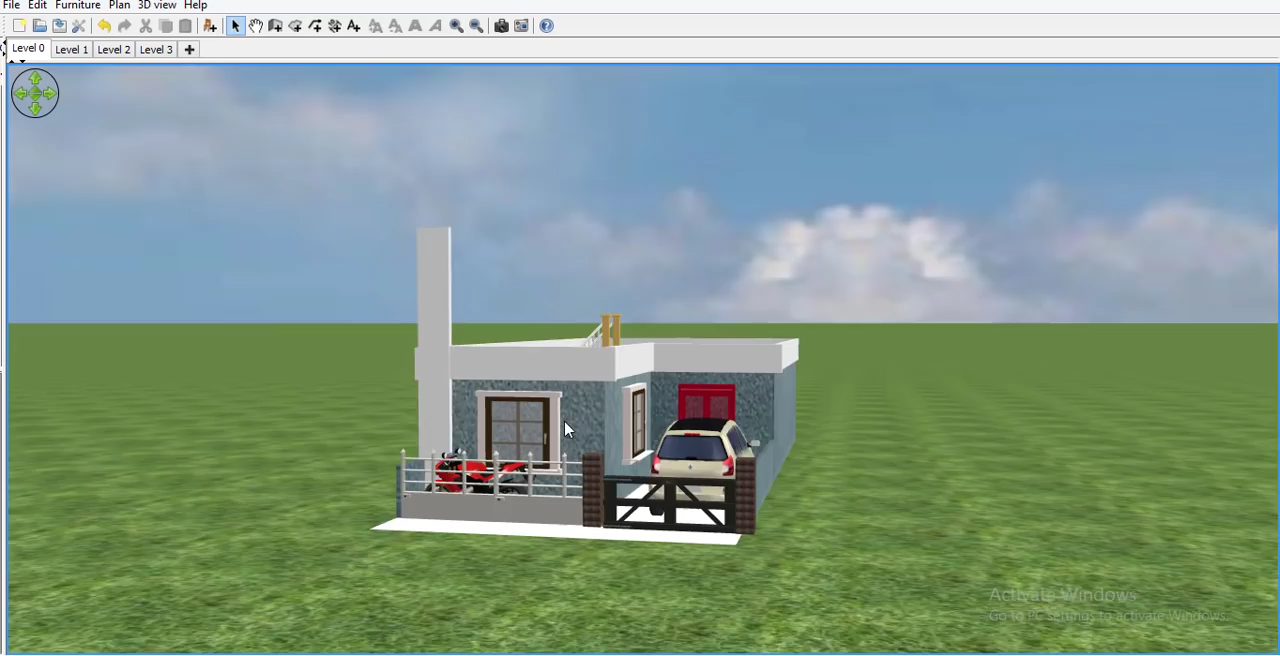 File Edit Furniture Plan 3D view Help
Level 0 Level 1 Level 2 Level 3
Activate Windows
Go to PC settings to activate Windows.